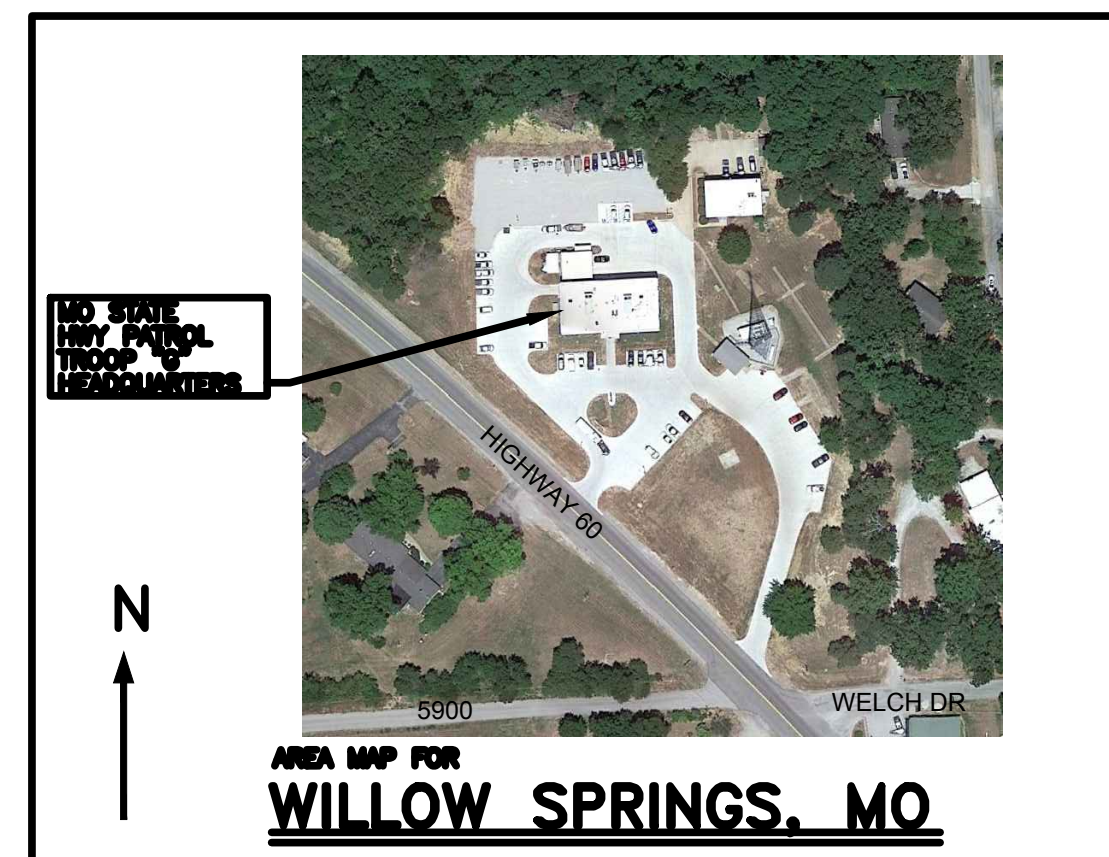 MO STATE
HWY PATROL
TROOP "G"
HEADQUARTERS
HIGHWAY 60
5900
WELCH DR
N
AREA MAP FOR
WILLOW SPRINGS, MO